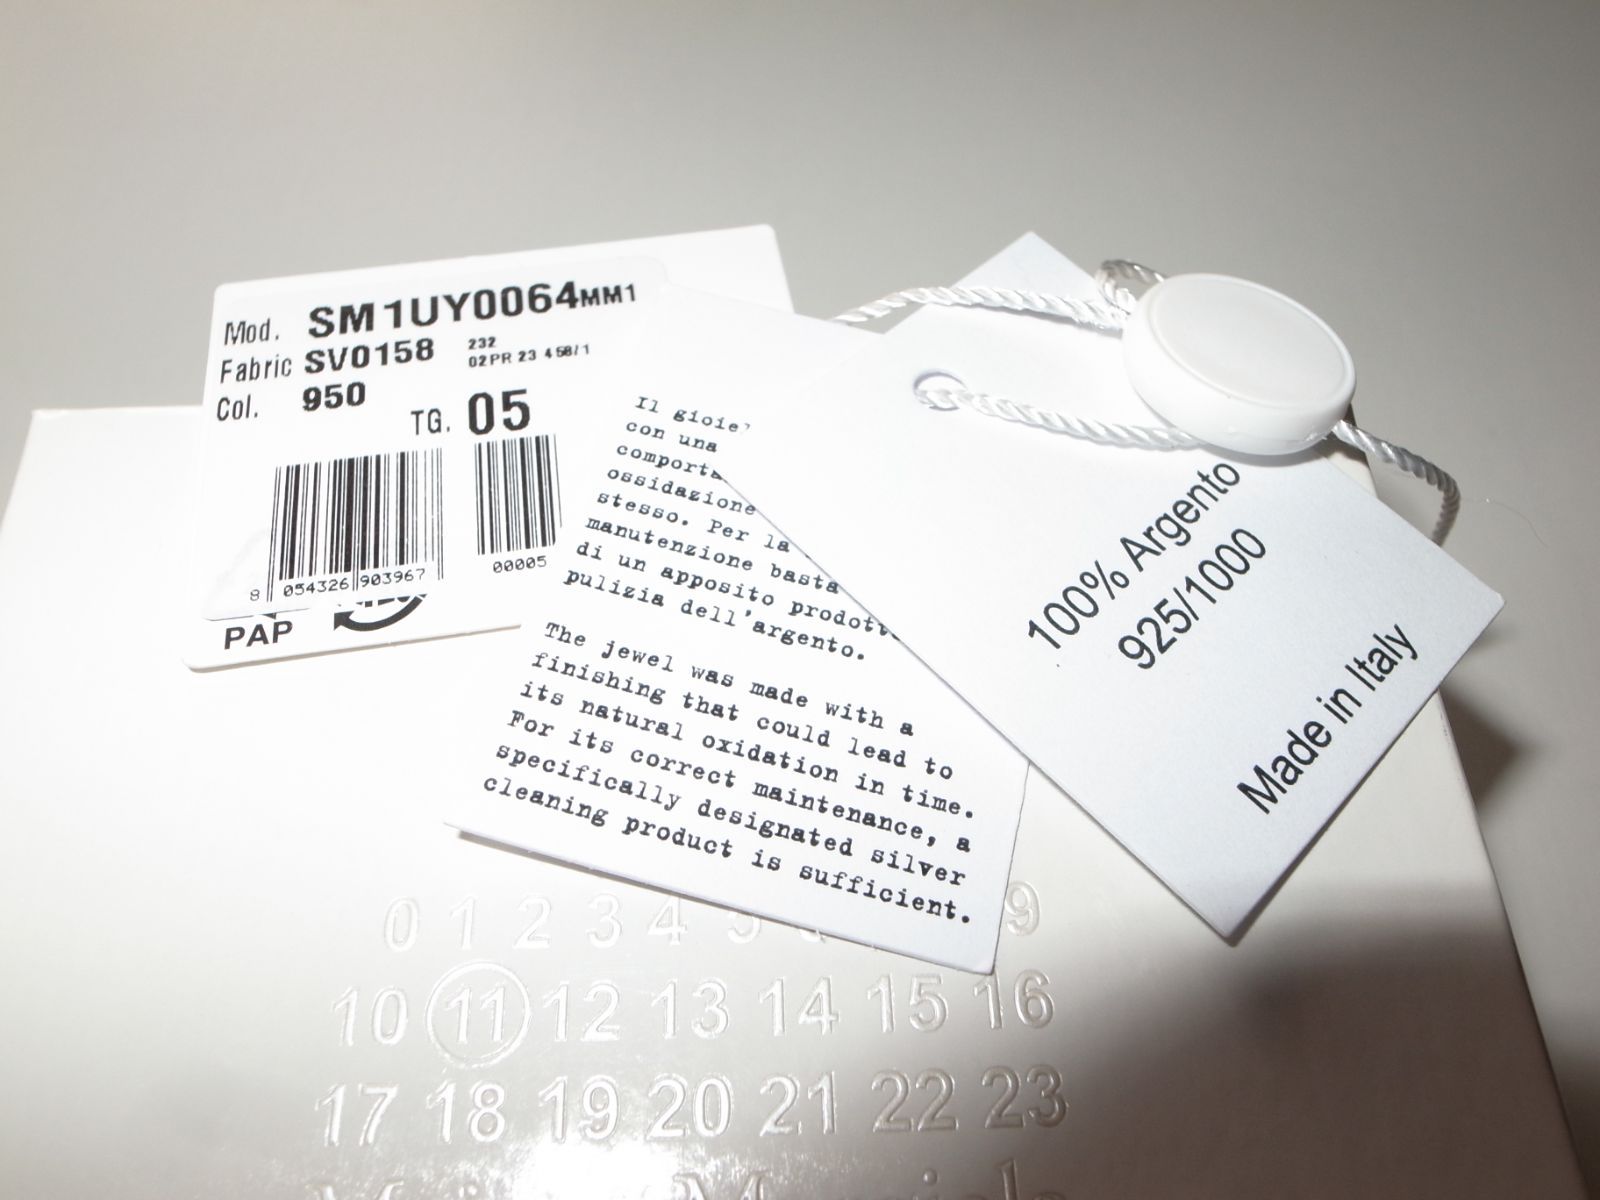 Mod. SM1UY0064MM1
Fabric SV0158 232
02PR 23 458/1
Col. 950
TG. 05
8 054326 903967
00005
PAP
Il
con una
ossidazione
stesso. Per la
manutenzione basta
di un apposito
pulizia dell'argento.
The jewel was made with a
finishing that could lead to
its natural oxidation in time.
For its correct maintenance, a
specifically designated silver
cleaning product is sufficient.
100% Argento
925/1000
Made in Italy
0 1 2 3 4 5 9
10 11 12 13 14 15 16
17 18 19 20 21 22 23